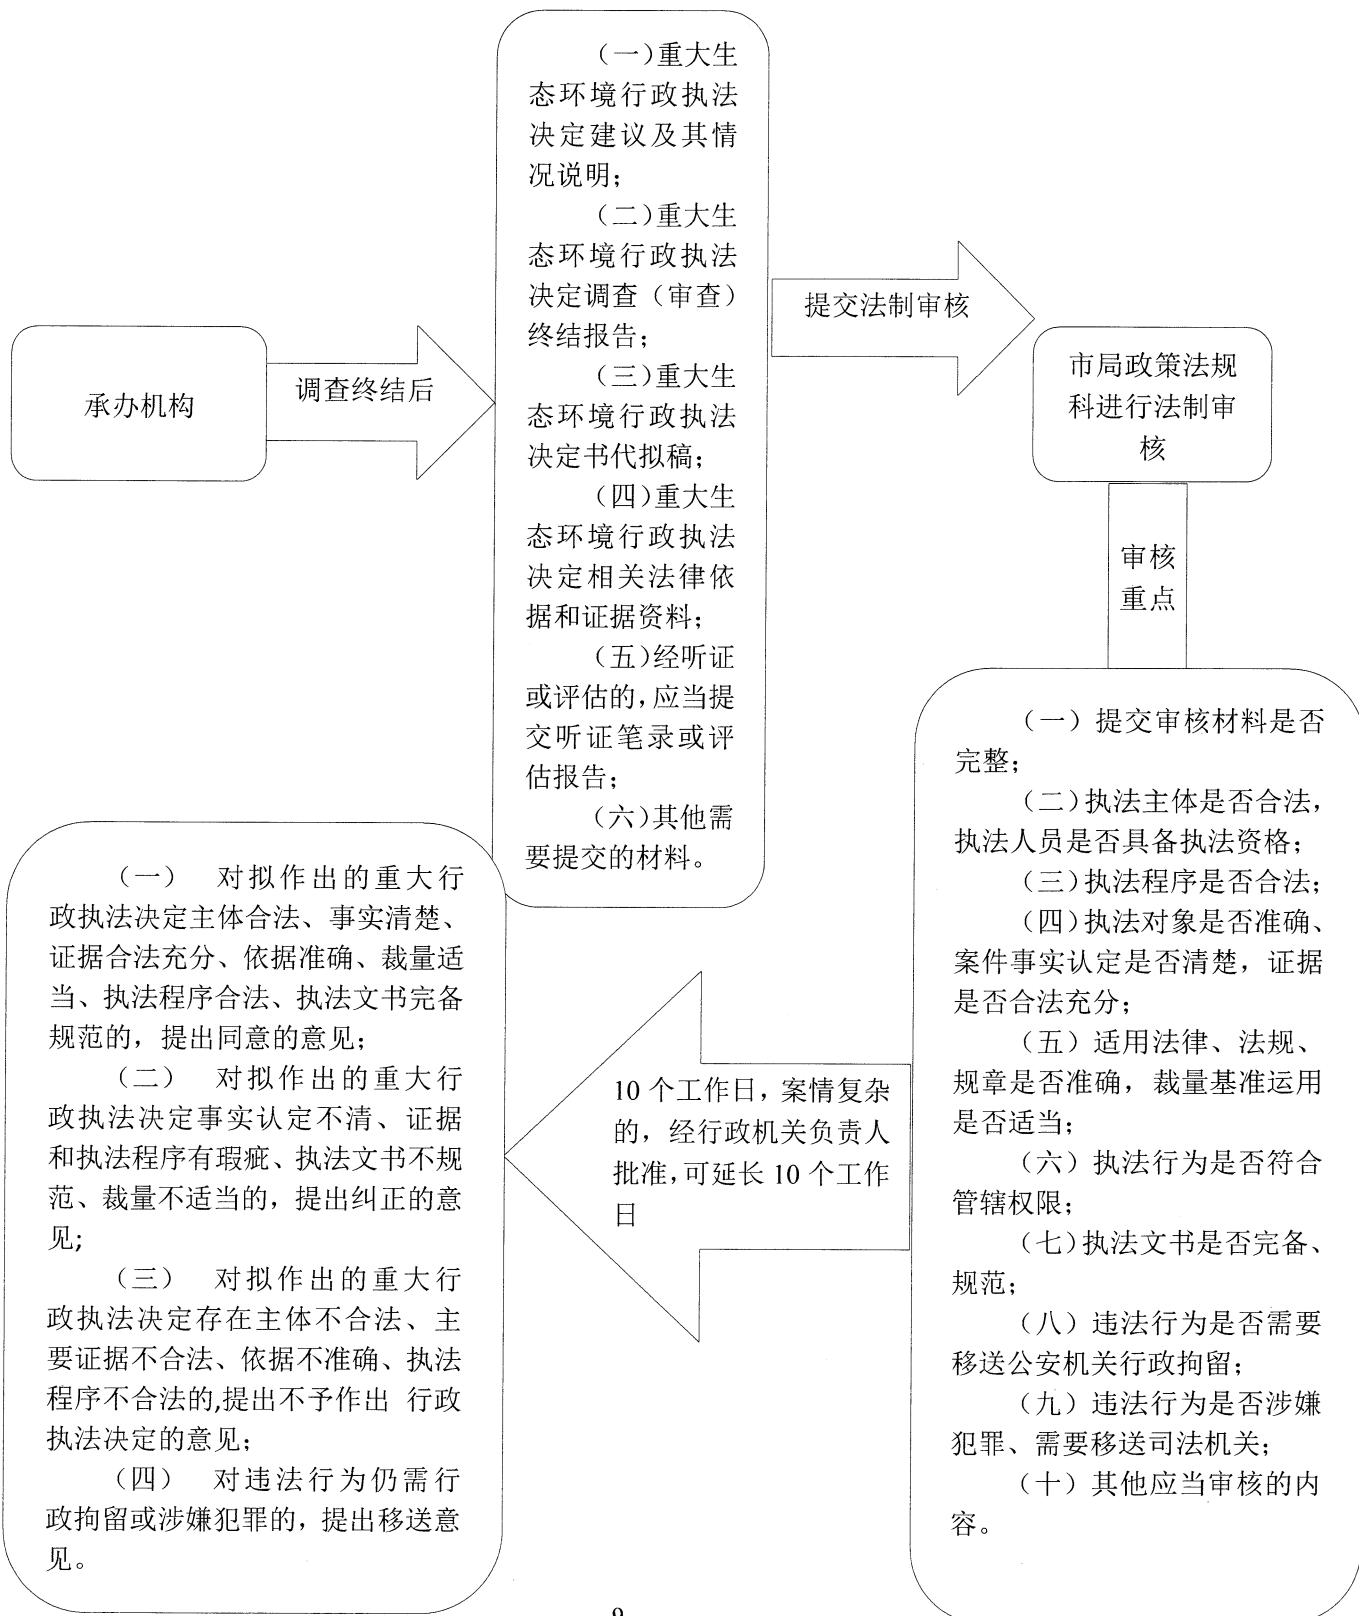 承办机构
调查终结后
（一）重大生
态环境行政执法
决定建议及其情
况说明；
（二）重大生
态环境行政执法
决定调查（审查）
终结报告；
（三）重大生
态环境行政执法
决定书代拟稿；
（四）重大生
态环境行政执法
决定相关法律依
据和证据资料；
（五）经听证
或评估的，应当提
交听证笔录或评
估报告；
（六）其他需
要提交的材料。
提交法制审核
市局政策法规
科进行法制审
核
审核
重点
（一）提交审核材料是否
完整；
（二）执法主体是否合法，
执法人员是否具备执法资格；
（三）执法程序是否合法；
（四）执法对象是否准确、
案件事实认定是否清楚，证据
是否合法充分；
（五）适用法律、法规、
规章是否准确，裁量基准运用
是否适当；
（六）执法行为是否符合
管辖权限；
（七）执法文书是否完备、
规范；
（八）违法行为是否需要
移送公安机关行政拘留；
（九）违法行为是否涉嫌
犯罪、需要移送司法机关；
（十）其他应当审核的内
容。
10 个工作日，案情复杂
的，经行政机关负责人
批准，可延长 10 个工作
日
（一） 对拟作出的重大行
政执法决定主体合法、事实清楚、
证据合法充分、依据准确、裁量适
当、执法程序合法、执法文书完备
规范的，提出同意的意见；
（二） 对拟作出的重大行
政执法决定事实认定不清、证据
和执法程序有瑕疵、执法文书不规
范、裁量不适当的，提出纠正的意
见；
（三） 对拟作出的重大行
政执法决定存在主体不合法、主
要证据不合法、依据不准确、执法
程序不合法的,提出不予作出 行政
执法决定的意见；
（四） 对违法行为仍需行
政拘留或涉嫌犯罪的，提出移送意
见。